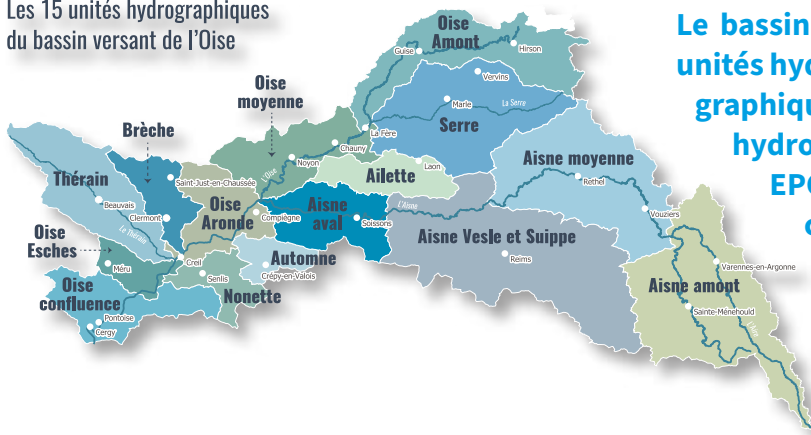 Les 15 unités hydrographiques
du bassin versant de l'Oise
Le bassin
unités hyd
graphiqu
hydro
EPC
Oise
Amont
Guise
Hirson
Vervins
Oise
moyenne
Marle
La Serre
Serre
La Fère
Brèche
Chauny
Noyon
L'Oise
Laon
Ailette
Aisne moyenne
Rethel
Thérain
Saint-Just-en-Chaussée
Beauvais
Clermont
Le Thérain
Oise
Aronde
Compiègne
Aisne
aval
Soissons
L'Aisne
Vouziers
Aisne Vesle et Suippe
Reims
Oise
Esches
Méru
Creil
Automne
Crépy-en-Valois
Senlis
Nonette
Varennes-en-Argonne
Aisne amont
Sainte-Ménehould
Oise
confluence
Pontoise
Cergy